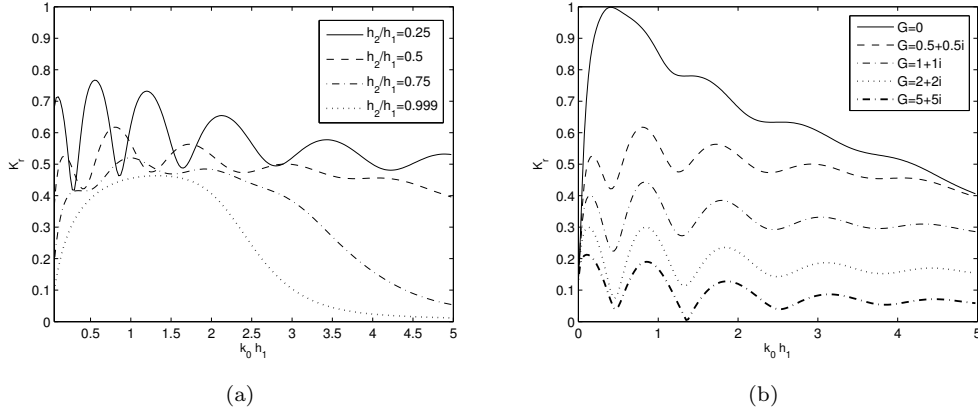 1
0.9
0.8
0.7
0.6
0.5
0.4
0.3
0.2
0.1
0
K_r
0.5 1 1.5 2 2.5 3 3.5 4 4.5 5
k_0 h_1
h_2/h_1=0.25
h_2/h_1=0.5
h_2/h_1=0.75
h_2/h_1=0.999
(a)
1
0.9
0.8
0.7
0.6
0.5
0.4
0.3
0.2
0.1
0
K_r
0 1 2 3 4 5
k_0 h_1
G=0
G=0.5+0.5i
G=1+1i
G=2+2i
G=5+5i
(b)